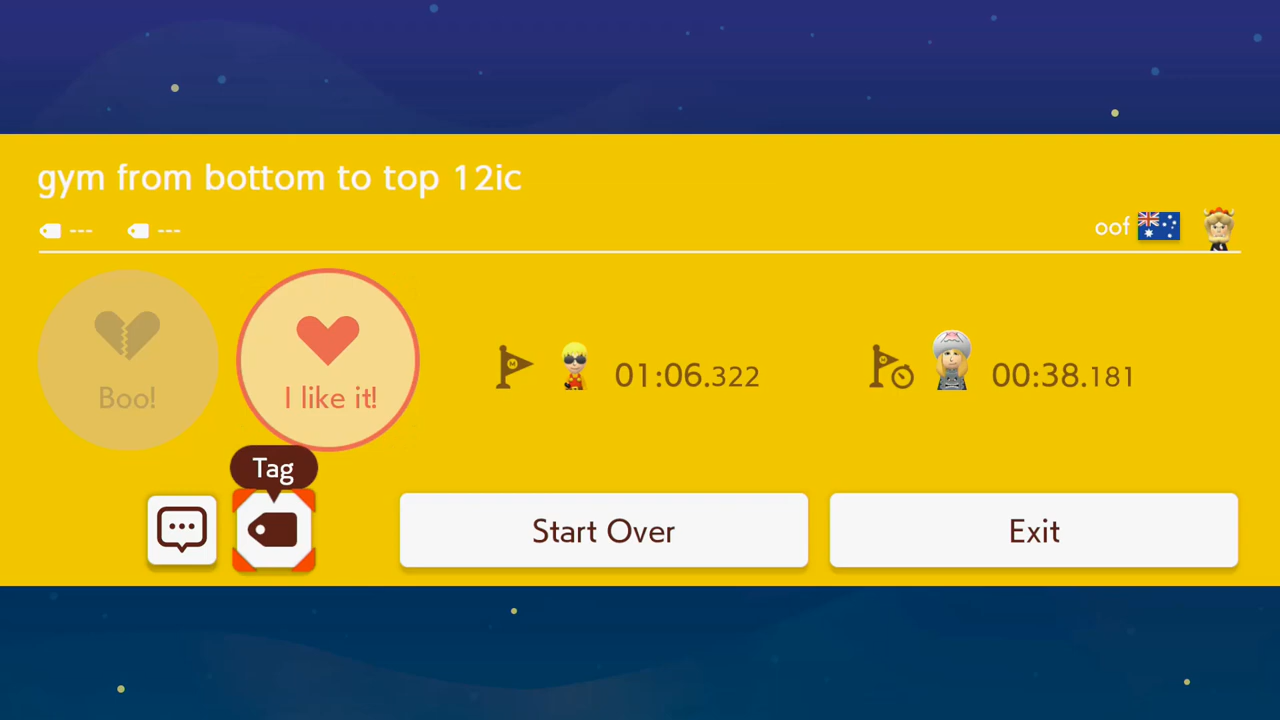 gym from bottom to top 12ic
--- ---
oof
Boo!
I like it!
M 01:06.322
M 00:38.181
Tag
Start Over
Exit